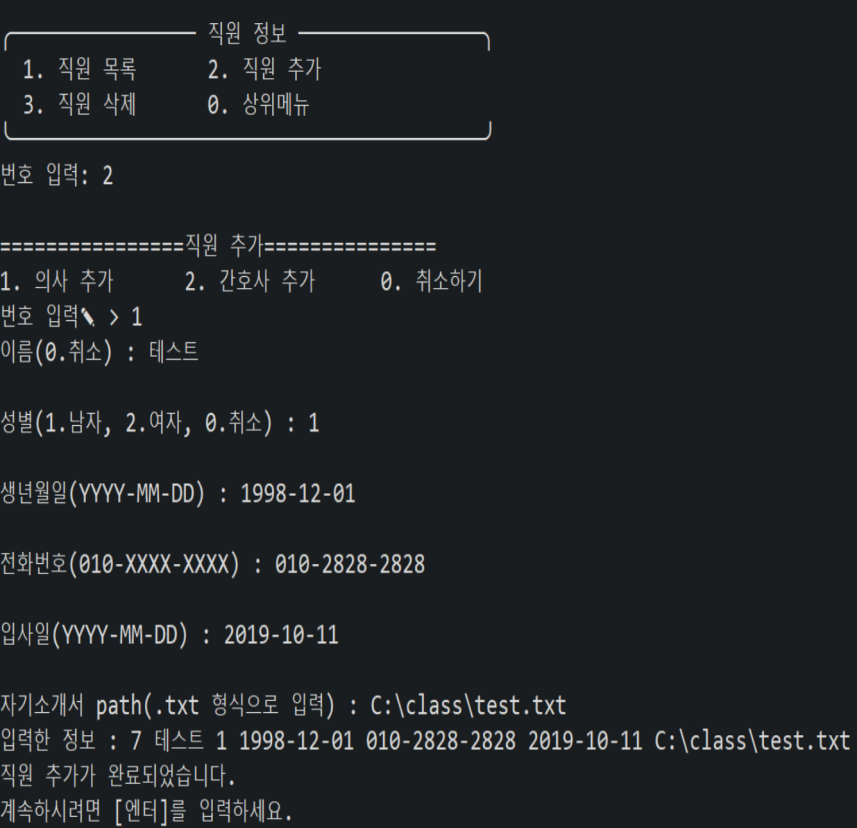 직원 정보
1. 직원 목록 2. 직원 추가
3. 직원 삭제 0. 상위메뉴
번호 입력: 2
================직원 추가===============
1. 의사 추가 2. 간호사 추가 0. 취소하기
번호 입력✎ > 1
이름(0.취소) : 테스트
성별(1.남자, 2.여자, 0.취소) : 1
생년월일(YYYY-MM-DD) : 1998-12-01
전화번호(010-XXXX-XXXX) : 010-2828-2828
입사일(YYYY-MM-DD) : 2019-10-11
자기소개서 path(.txt 형식으로 입력) : C:\class\test.txt
입력한 정보 : 7 테스트 1 1998-12-01 010-2828-2828 2019-10-11 C:\class\test.txt
직원 추가가 완료되었습니다.
계속하시려면 [엔터]를 입력하세요.